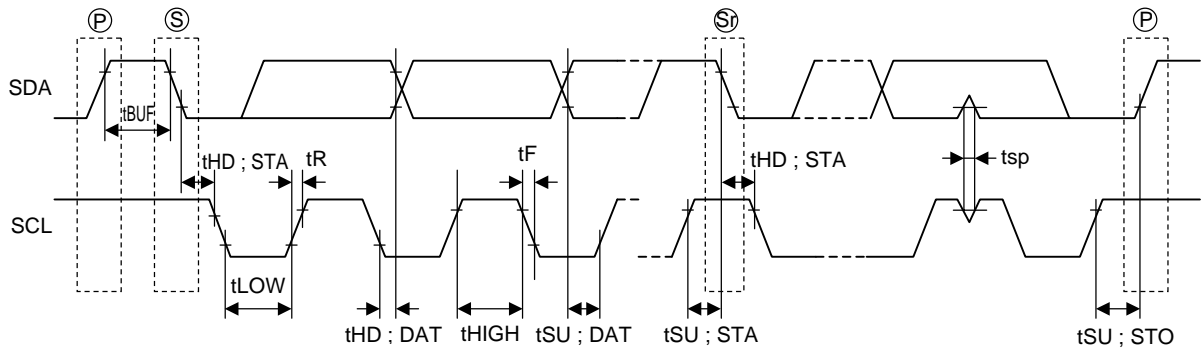 P S Sr P
SDA
tBUF
tHD ; STA tR tF tHD ; STA tsp
SCL
tLOW
tHD ; DAT tHIGH tSU ; DAT tSU ; STA tSU ; STO